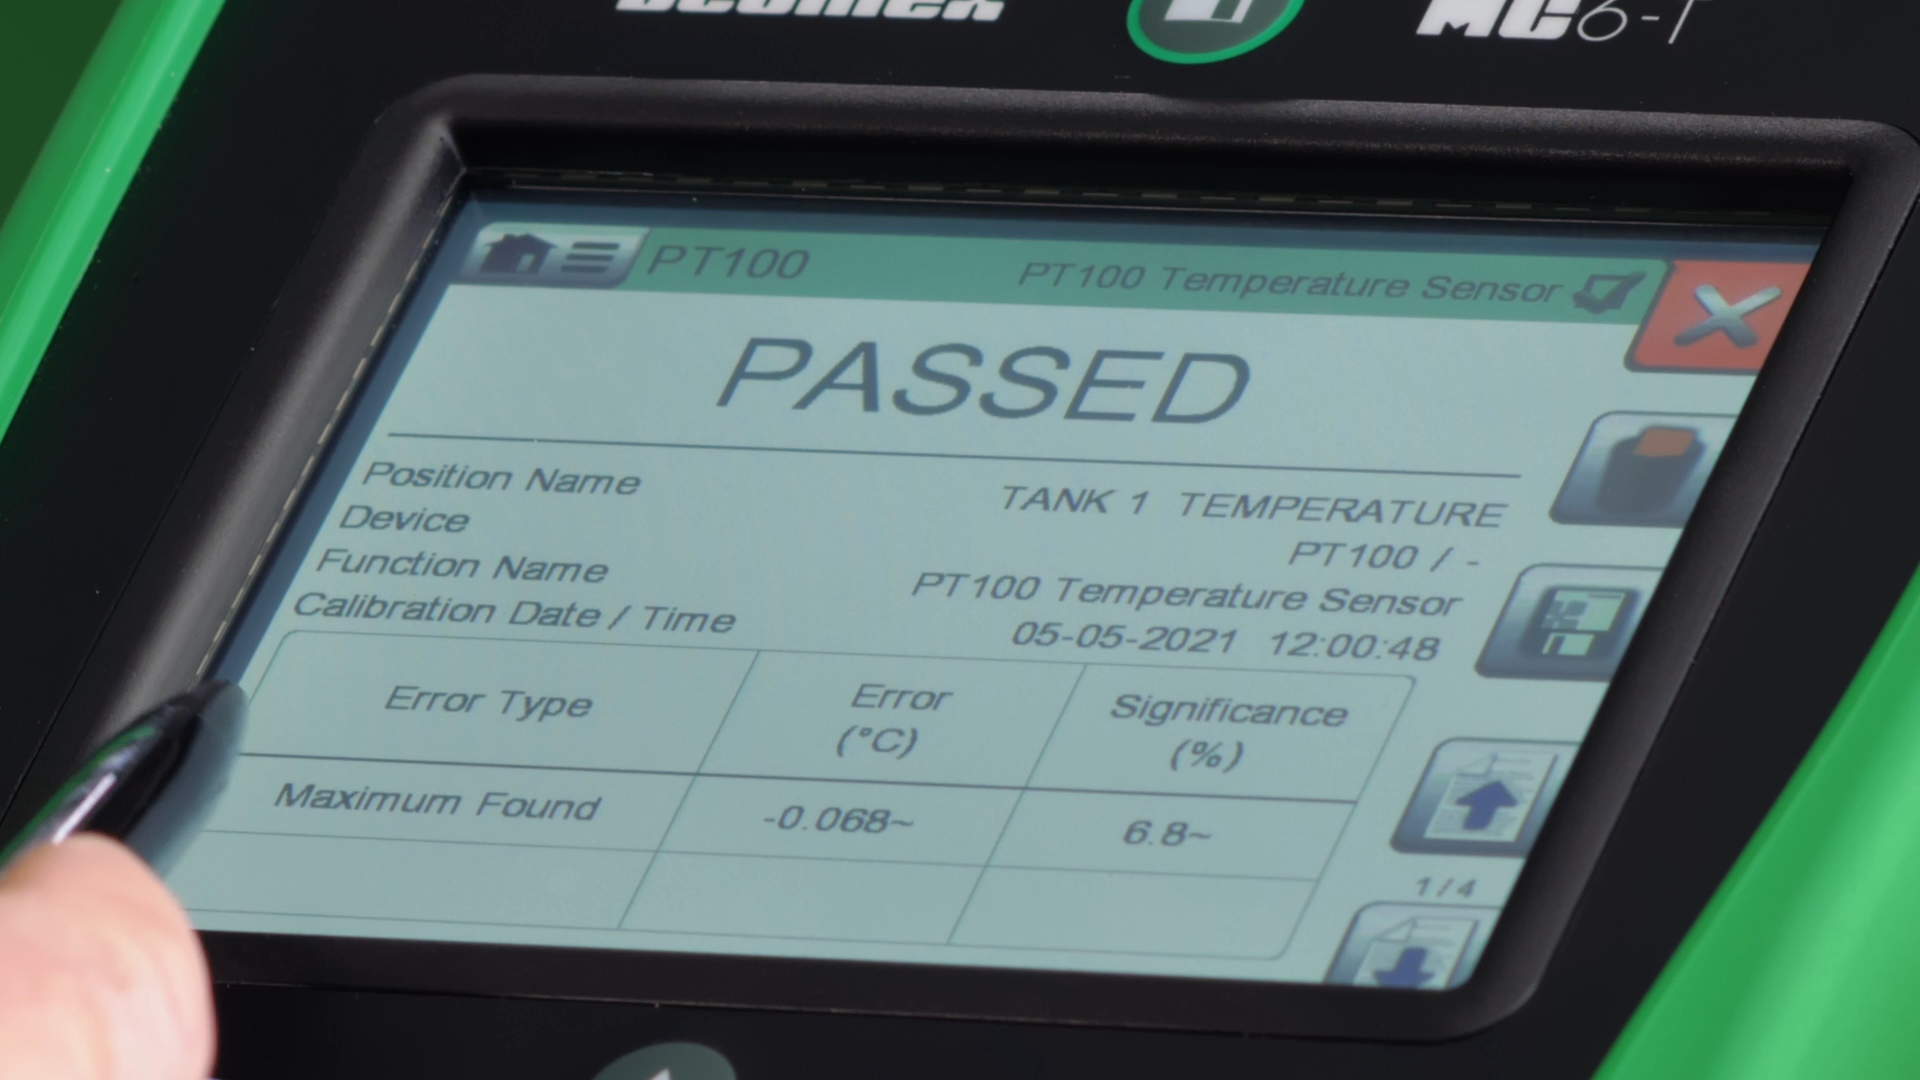 beamex MC6-T
PT100 PT100 Temperature Sensor
PASSED
Position Name TANK 1 TEMPERATURE
Device PT100 / -
Function Name PT100 Temperature Sensor
Calibration Date / Time 05-05-2021 12:00:48
Error Type Error (°C) Significance (%)
Maximum Found -0.068~ 6.8~
1/4